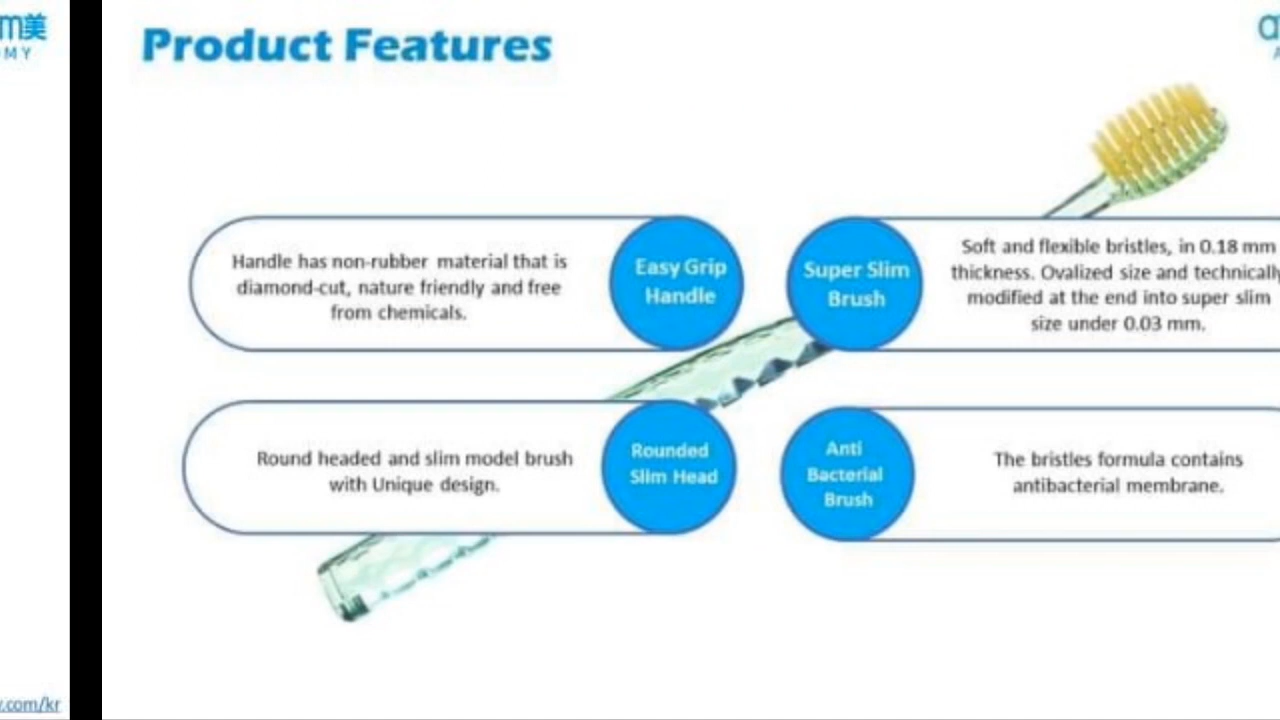 m美
MY
Product Features
Handle has non-rubber material that is
diamond-cut, nature friendly and free
from chemicals.
Easy Grip
Handle
Super Slim
Brush
Soft and flexible bristles, in 0.18 mm
thickness. Ovalized size and technically
modified at the end into super slim
size under 0.03 mm.
Round headed and slim model brush
with Unique design.
Rounded
Slim Head
Anti
Bacterial
Brush
The bristles formula contains
antibacterial membrane.
.com/kr